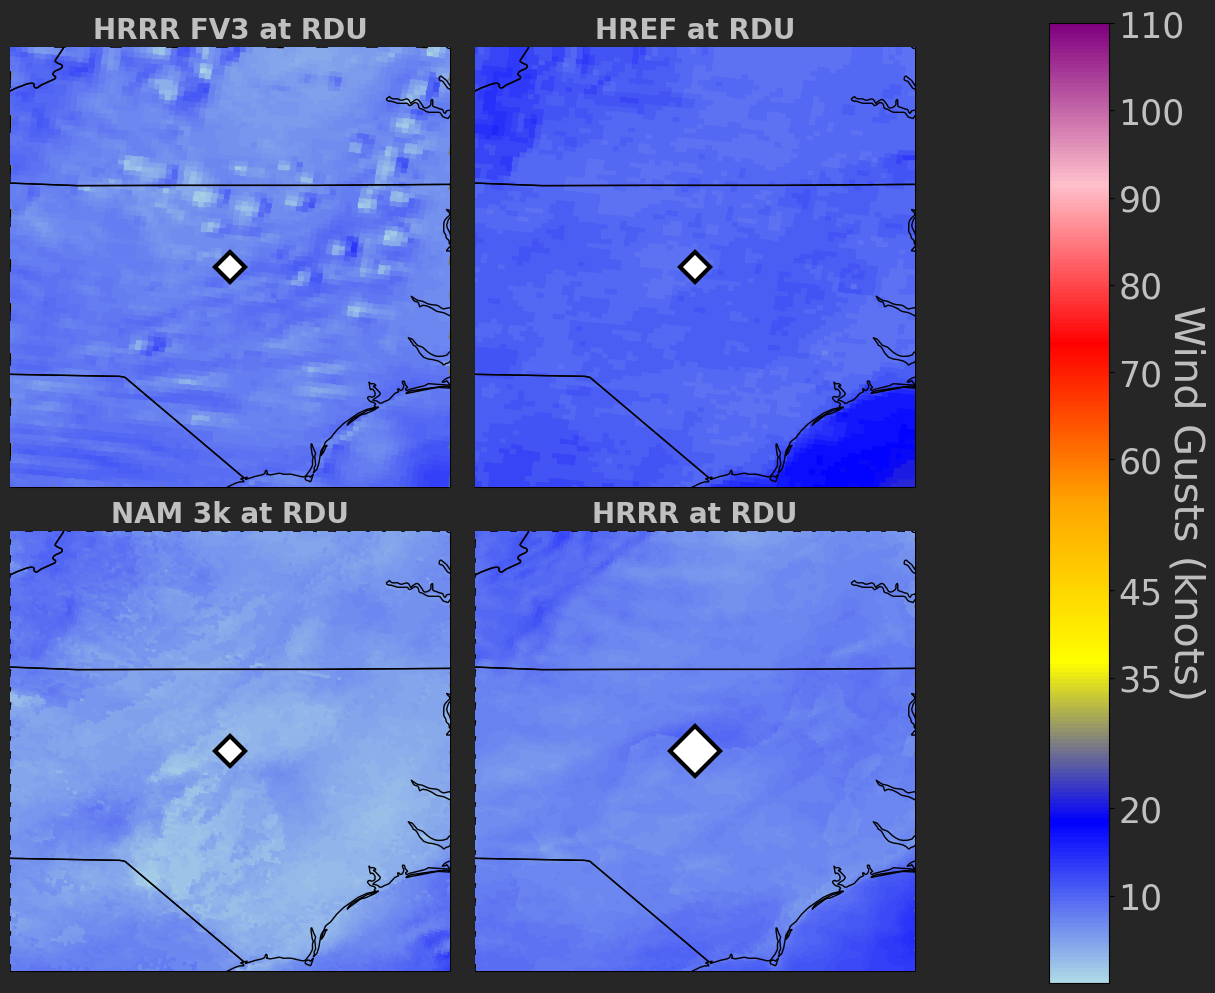 HRRR FV3 at RDU
HREF at RDU
NAM 3k at RDU
HRRR at RDU
110
100
90
80
70
60
45
35
20
10
Wind Gusts (knots)